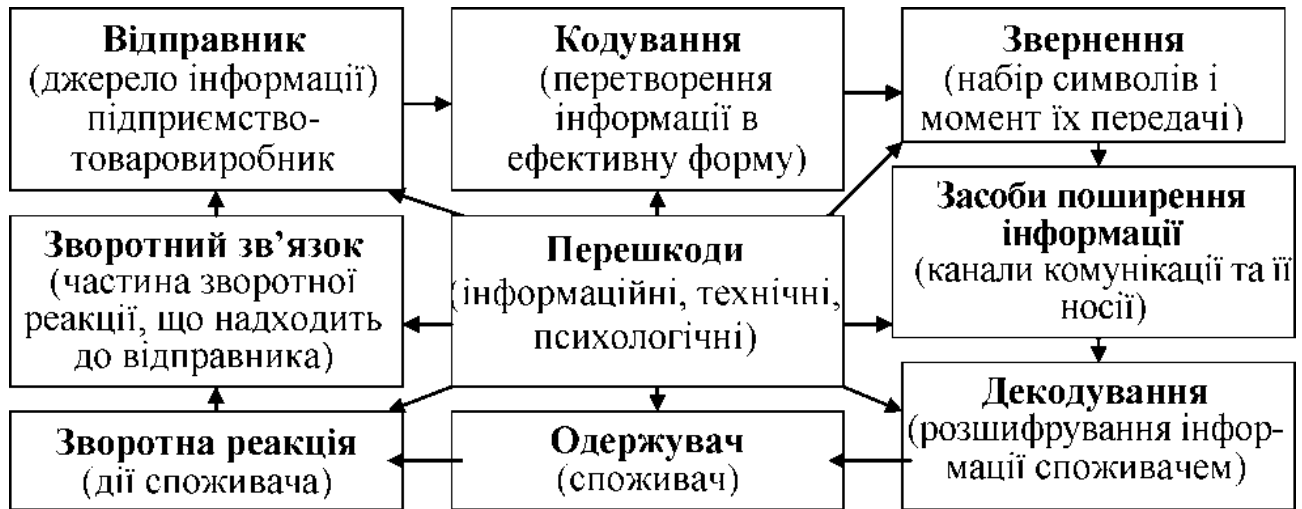 Відправник
(джерело інформації)
підприємство-
товаровиробник
Кодування
(перетворення
інформації в
ефективну форму)
Звернення
(набір символів і
момент їх передачі)
Зворотний зв’язок
(частина зворотної
реакції, що надходить
до відправника)
Перешкоди
(інформаційні, технічні,
психологічні)
Засоби поширення
інформації
(канали комунікації та її
носії)
Зворотна реакція
(дії споживача)
Одержувач
(споживач)
Декодування
(розшифрування інфор-
мації споживачем)